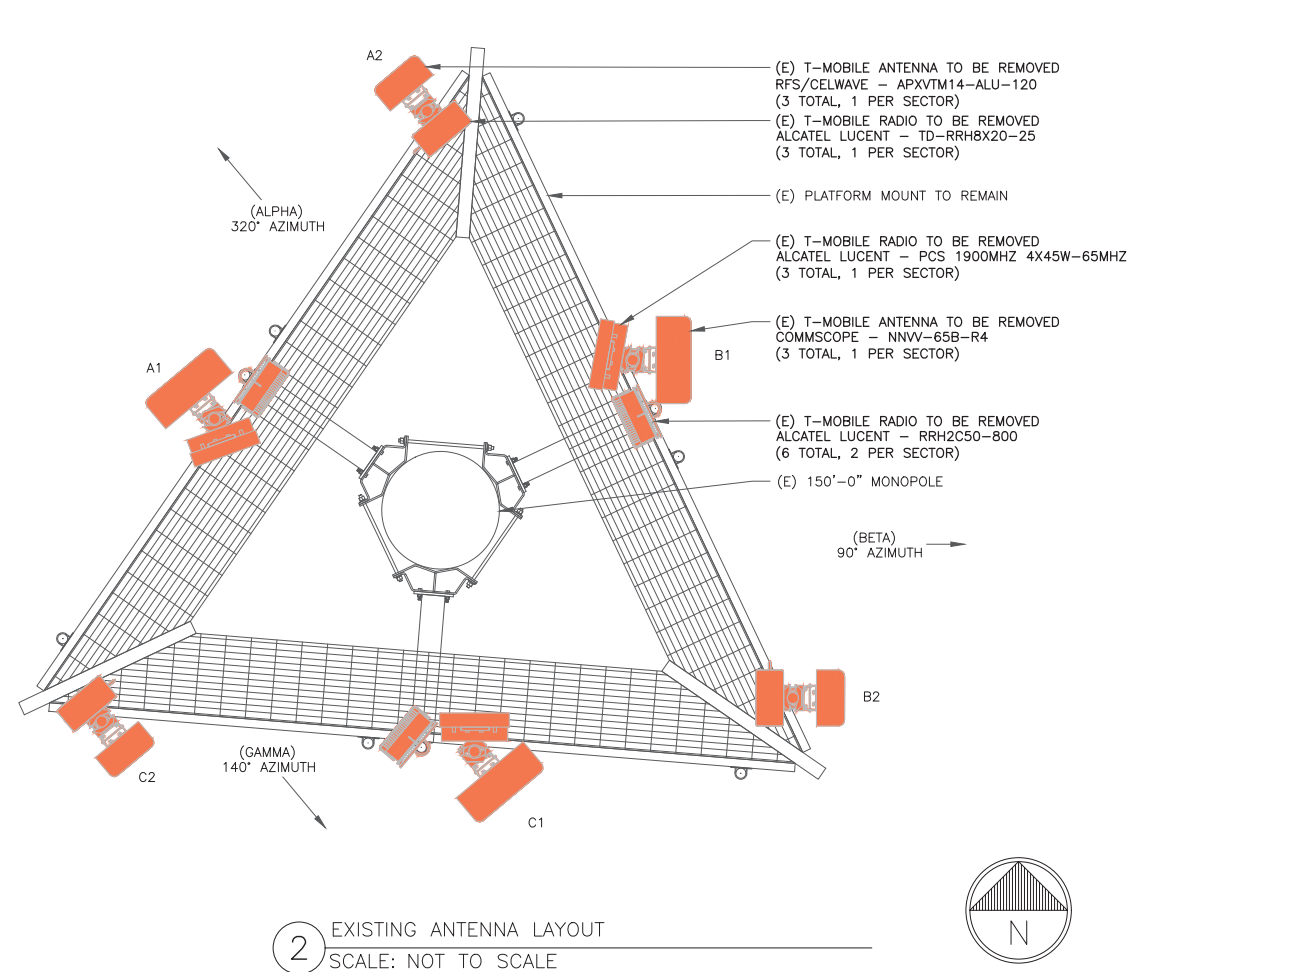 A2
(E) T-MOBILE ANTENNA TO BE REMOVED
RFS/CELWAVE - APXVTM14-ALU-120
(3 TOTAL, 1 PER SECTOR)
(E) T-MOBILE RADIO TO BE REMOVED
ALCATEL LUCENT - TD-RRH8X20-25
(3 TOTAL, 1 PER SECTOR)
(E) PLATFORM MOUNT TO REMAIN
(ALPHA)
320° AZIMUTH
(E) T-MOBILE RADIO TO BE REMOVED
ALCATEL LUCENT - PCS 1900MHZ 4X45W-65MHZ
(3 TOTAL, 1 PER SECTOR)
(E) T-MOBILE ANTENNA TO BE REMOVED
COMMSCOPE - NNVV-65B-R4
(3 TOTAL, 1 PER SECTOR)
B1
A1
(E) T-MOBILE RADIO TO BE REMOVED
ALCATEL LUCENT - RRH2C50-800
(6 TOTAL, 2 PER SECTOR)
(E) 150'-0" MONOPOLE
(BETA)
90° AZIMUTH
B2
(GAMMA)
140° AZIMUTH
C2
C1
N
2
EXISTING ANTENNA LAYOUT
SCALE: NOT TO SCALE